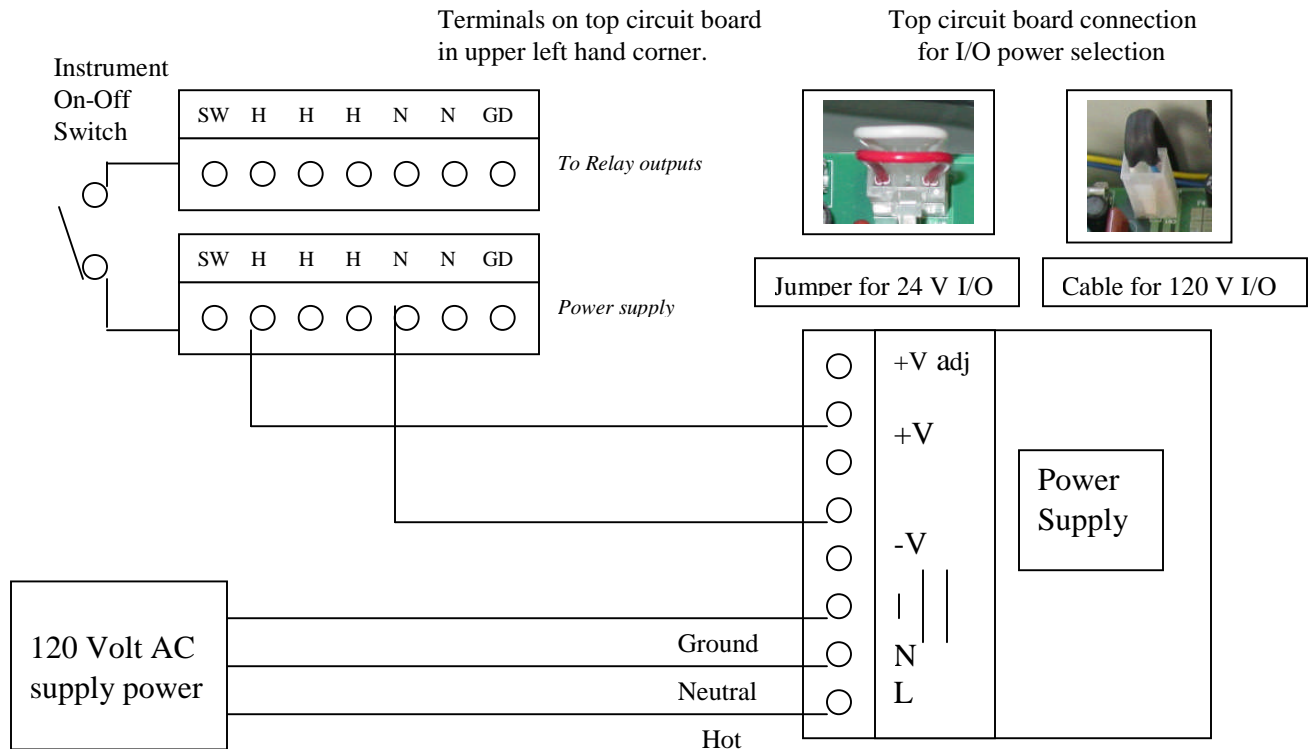 Terminals on top circuit board
in upper left hand corner.
Top circuit board connection
for I/O power selection
Instrument
On-Off
Switch
SW H H H N N GD
To Relay outputs
SW H H H N N GD
Power supply
Jumper for 24 V I/O
Cable for 120 V I/O
+V adj
+V
-V
N
L
Power
Supply
120 Volt AC
supply power
Ground
Neutral
Hot